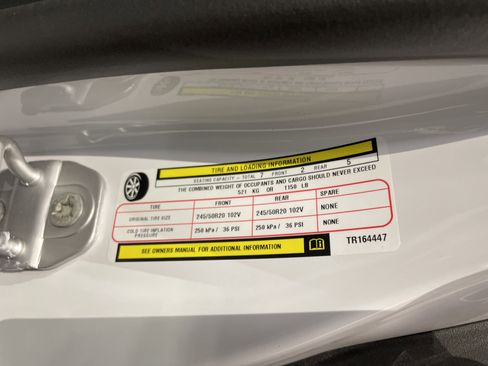 TIRE AND LOADING INFORMATION
SEATING CAPACITY - TOTAL 7 FRONT 2 REAR 5
THE COMBINED WEIGHT OF OCCUPANTS AND CARGO SHOULD NEVER EXCEED
521 KG OR 1150 LB
TIRE FRONT REAR SPARE
ORIGINAL TIRE SIZE 245/50R20 102V 245/50R20 102V NONE
COLD TIRE INFLATION PRESSURE 250 kPa / 36 PSI 250 kPa / 36 PSI NONE
SEE OWNERS MANUAL FOR ADDITIONAL INFORMATION
TR164447